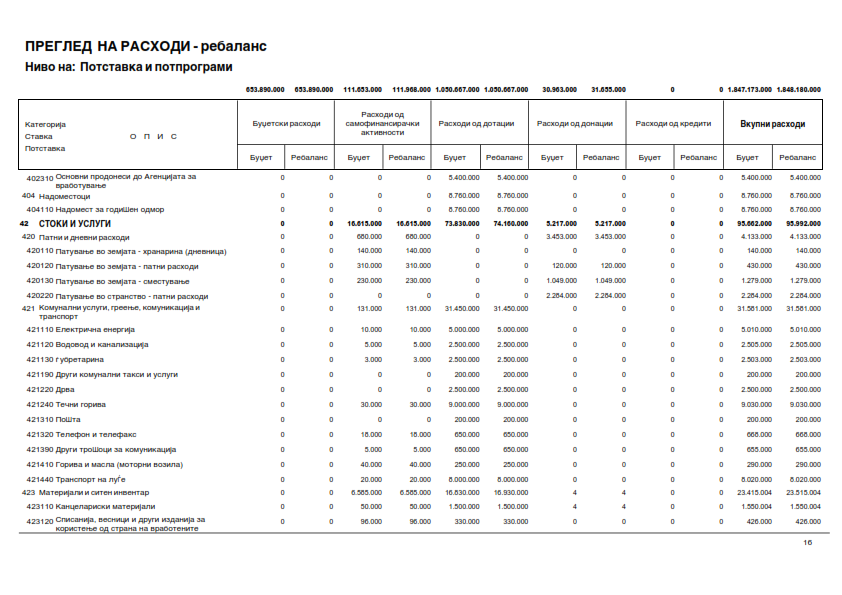 ПРЕГЛЕД НА РАСХОДИ - ребаланс
Ниво на: Потставка и потпрограми
653.890.000 653.890.000 111.653.000 111.968.000 1.050.667.000 1.050.667.000 30.963.000 31.655.000 0 0 1.847.173.000 1.848.180.000
Категорија
Ставка О П И С
Потставка
Буџетски расходи Расходи од самофинансирачки активности Расходи од дотации Расходи од донации Расходи од кредити Вкупни расходи
Буџет Ребаланс Буџет Ребаланс Буџет Ребаланс Буџет Ребаланс Буџет Ребаланс Буџет Ребаланс
402310 Основни продонеси до Агенцијата за вработување 0 0 0 0 5.400.000 5.400.000 0 0 0 0 5.400.000 5.400.000
404 Надоместоци 0 0 0 0 8.760.000 8.760.000 0 0 0 0 8.760.000 8.760.000
404110 Надомест за годиШен одмор 0 0 0 0 8.760.000 8.760.000 0 0 0 0 8.760.000 8.760.000
42 СТОКИ И УСЛУГИ 0 0 16.615.000 16.615.000 73.830.000 74.160.000 5.217.000 5.217.000 0 0 95.662.000 95.992.000
420 Патни и дневни расходи 0 0 680.000 680.000 0 0 3.453.000 3.453.000 0 0 4.133.000 4.133.000
420110 Патување во земјата - хранарина (дневница) 0 0 140.000 140.000 0 0 0 0 0 0 140.000 140.000
420120 Патување во земјата - патни расходи 0 0 310.000 310.000 0 0 120.000 120.000 0 0 430.000 430.000
420130 Патување во земјата - сместување 0 0 230.000 230.000 0 0 1.049.000 1.049.000 0 0 1.279.000 1.279.000
420220 Патување во странство - патни расходи 0 0 0 0 0 0 2.284.000 2.284.000 0 0 2.284.000 2.284.000
421 Комунални услуги, греење, комуникација и транспорт 0 0 131.000 131.000 31.450.000 31.450.000 0 0 0 0 31.581.000 31.581.000
421110 Електрична енергија 0 0 10.000 10.000 5.000.000 5.000.000 0 0 0 0 5.010.000 5.010.000
421120 Водовод и канализација 0 0 5.000 5.000 2.500.000 2.500.000 0 0 0 0 2.505.000 2.505.000
421130 ѓубретарина 0 0 3.000 3.000 2.500.000 2.500.000 0 0 0 0 2.503.000 2.503.000
421190 Други комунални такси и услуги 0 0 0 0 200.000 200.000 0 0 0 0 200.000 200.000
421220 Дрва 0 0 0 0 2.500.000 2.500.000 0 0 0 0 2.500.000 2.500.000
421240 Течни горива 0 0 30.000 30.000 9.000.000 9.000.000 0 0 0 0 9.030.000 9.030.000
421310 ПоШта 0 0 0 0 200.000 200.000 0 0 0 0 200.000 200.000
421320 Телефон и телефакс 0 0 18.000 18.000 650.000 650.000 0 0 0 0 668.000 668.000
421390 Други троШоци за комуникација 0 0 5.000 5.000 650.000 650.000 0 0 0 0 655.000 655.000
421410 Горива и масла (моторни возила) 0 0 40.000 40.000 250.000 250.000 0 0 0 0 290.000 290.000
421440 Транспорт на луЃе 0 0 20.000 20.000 8.000.000 8.000.000 0 0 0 0 8.020.000 8.020.000
423 Материјали и ситен инвентар 0 0 6.585.000 6.585.000 16.830.000 16.930.000 4 4 0 0 23.415.004 23.515.004
423110 Канцелариски материјали 0 0 50.000 50.000 1.500.000 1.500.000 4 4 0 0 1.550.004 1.550.004
423120 Списанија, весници и други изданија за користење од страна на вработените 0 0 96.000 96.000 330.000 330.000 0 0 0 0 426.000 426.000
16